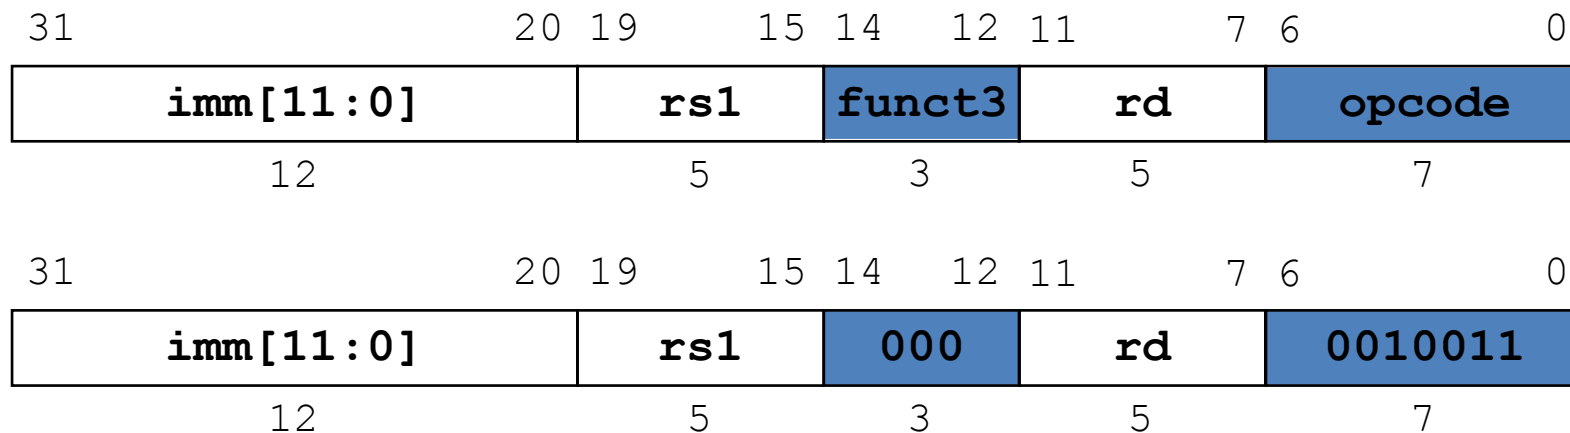 31 20 19 15 14 12 11 7 6 0
imm[11:0] rs1 funct3 rd opcode
12 5 3 5 7
31 20 19 15 14 12 11 7 6 0
imm[11:0] rs1 000 rd 0010011
12 5 3 5 7